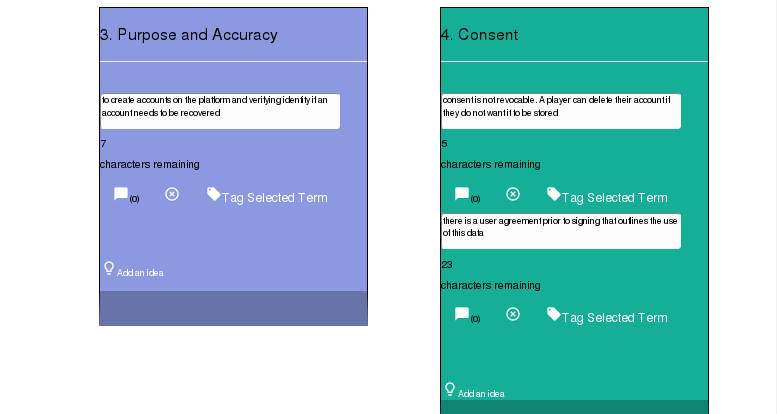 3. Purpose and Accuracy
to create accounts on the platform and verifying identity if an
account needs to be recovered
7
characters remaining
(0)
Tag Selected Term
Add an idea
4. Consent
consent is not revocable. A player can delete their account if
they do not want it to be stored
5
characters remaining
(0)
Tag Selected Term
there is a user agreement prior to signing that outlines the use
of this data
23
characters remaining
(0)
Tag Selected Term
Add an idea